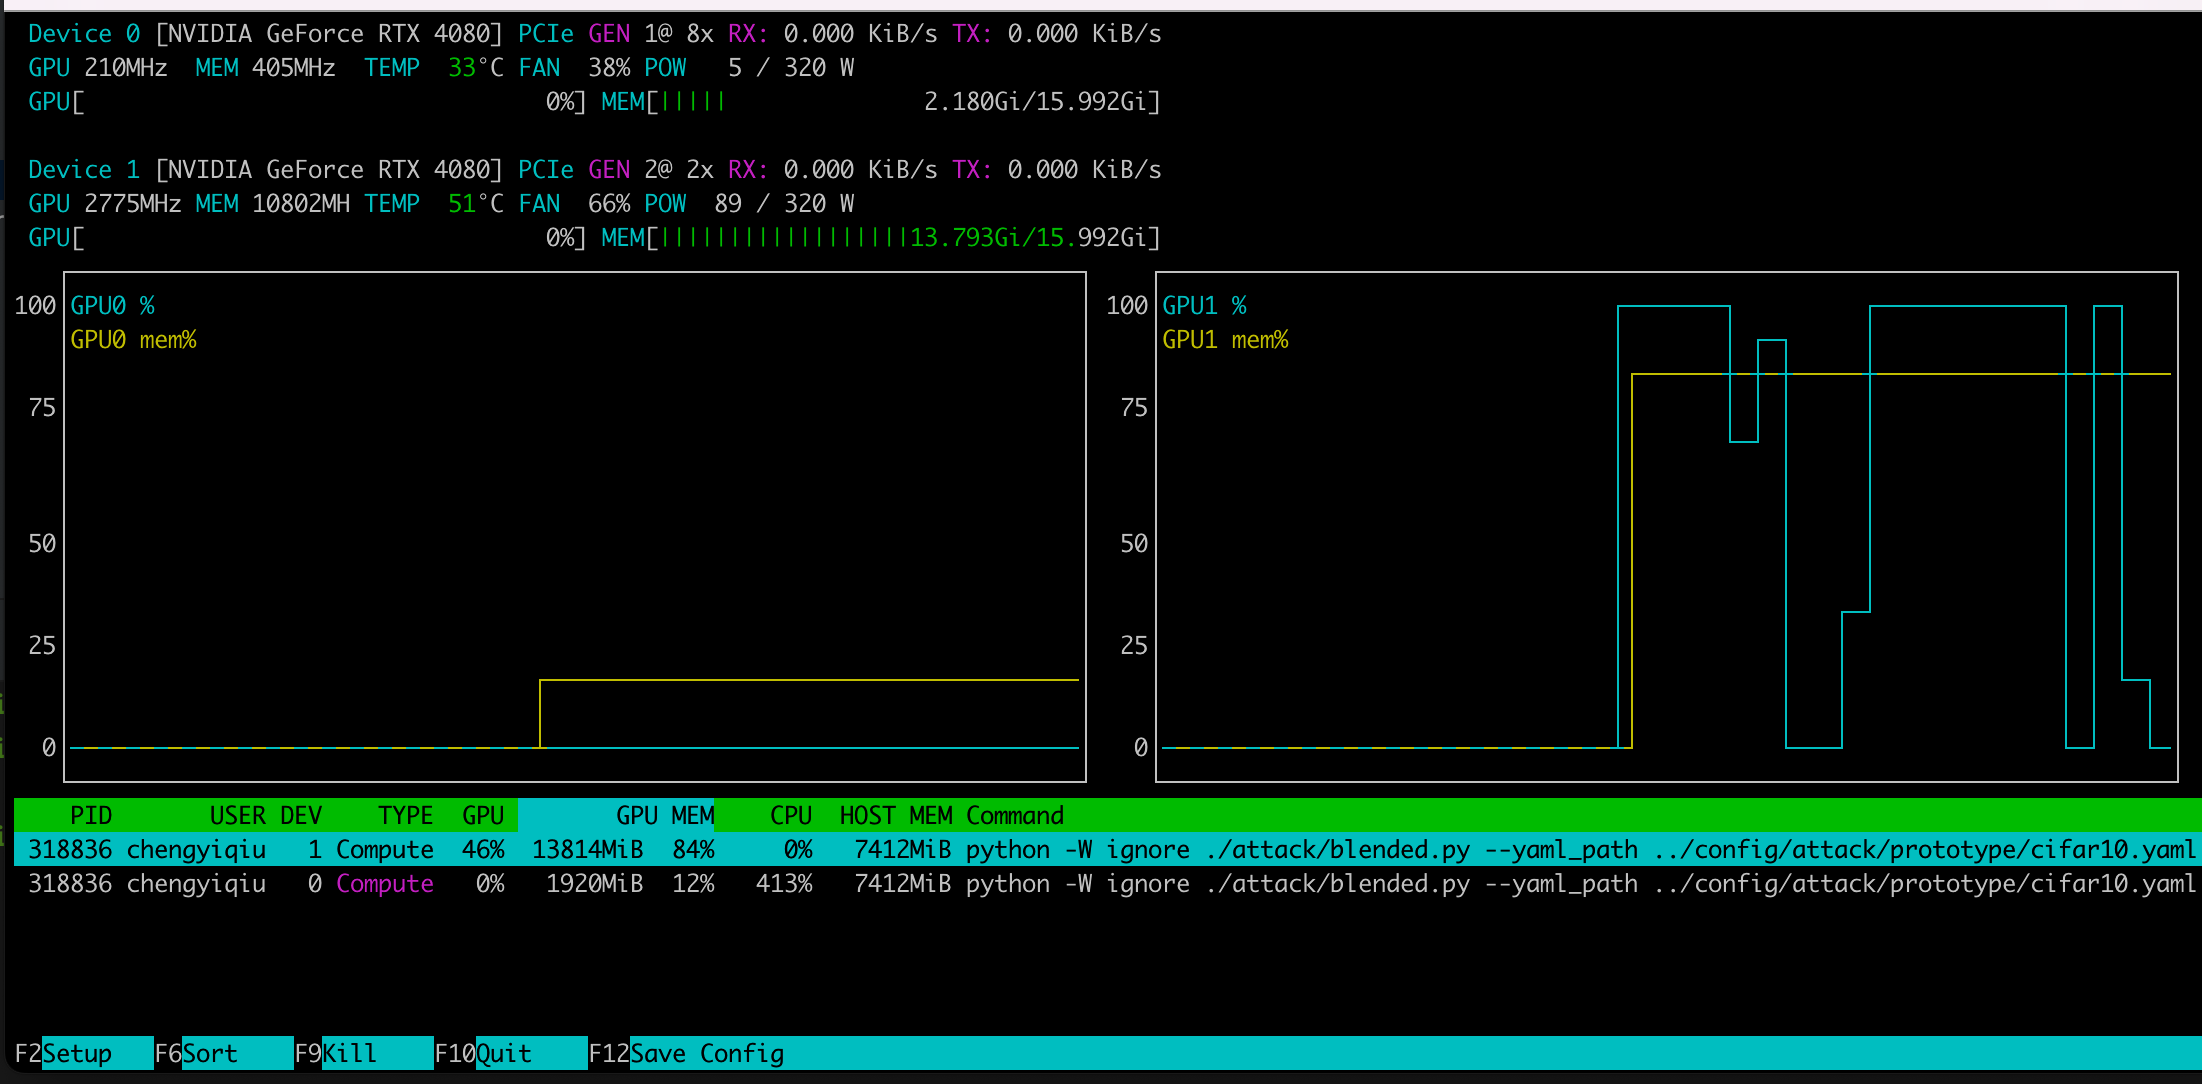 Device 0 [NVIDIA GeForce RTX 4080] PCIe GEN 1@ 8x RX: 0.000 KiB/s TX: 0.000 KiB/s
GPU 210MHz MEM 405MHz TEMP 33°C FAN 38% POW 5 / 320 W
GPU[ 0%] MEM[||||| 2.180Gi/15.992Gi]
Device 1 [NVIDIA GeForce RTX 4080] PCIe GEN 2@ 2x RX: 0.000 KiB/s TX: 0.000 KiB/s
GPU 2775MHz MEM 10802MH TEMP 51°C FAN 66% POW 89 / 320 W
GPU[ 0%] MEM[||||||||||||||||||13.793Gi/15.992Gi]
100
GPU0 %
GPU0 mem%
75
50
25
0
100
GPU1 %
GPU1 mem%
75
50
25
0
PID USER DEV TYPE GPU GPU MEM CPU HOST MEM Command
318836 chengyiqiu 1 Compute 46% 13814MiB 84% 0% 7412MiB python -W ignore ./attack/blended.py --yaml_path ../config/attack/prototype/cifar10.yaml
318836 chengyiqiu 0 Compute 0% 1920MiB 12% 413% 7412MiB python -W ignore ./attack/blended.py --yaml_path ../config/attack/prototype/cifar10.yaml
F2Setup F6Sort F9Kill F10Quit F12Save Config